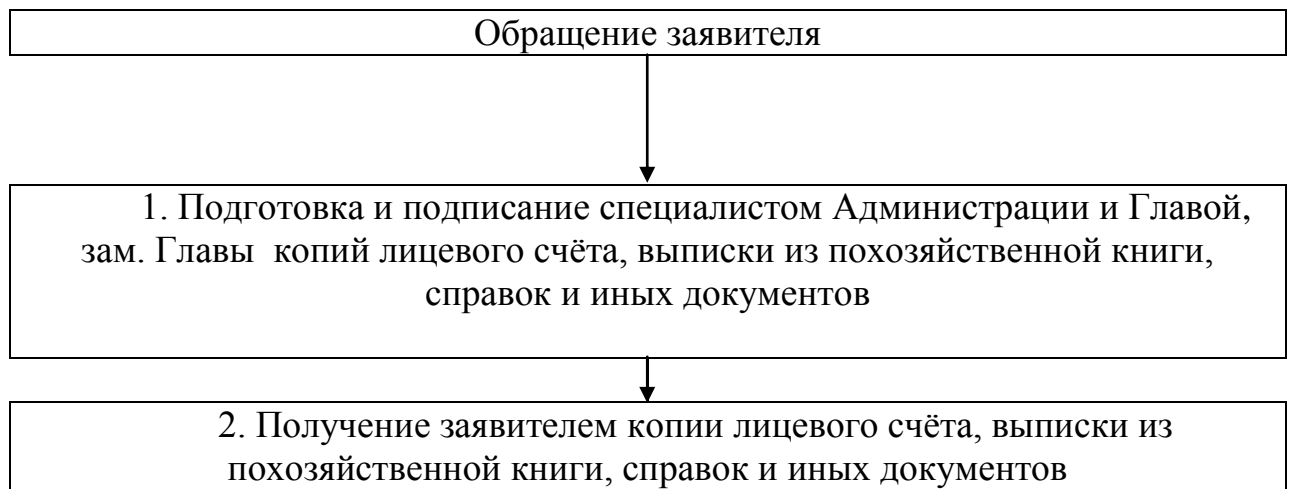 Обращение заявителя
1. Подготовка и подписание специалистом Администрации и Главой,
зам. Главы  копий лицевого счёта, выписки из похозяйственной книги,
справок и иных документов
2. Получение заявителем копии лицевого счёта, выписки из
похозяйственной книги, справок и иных документов